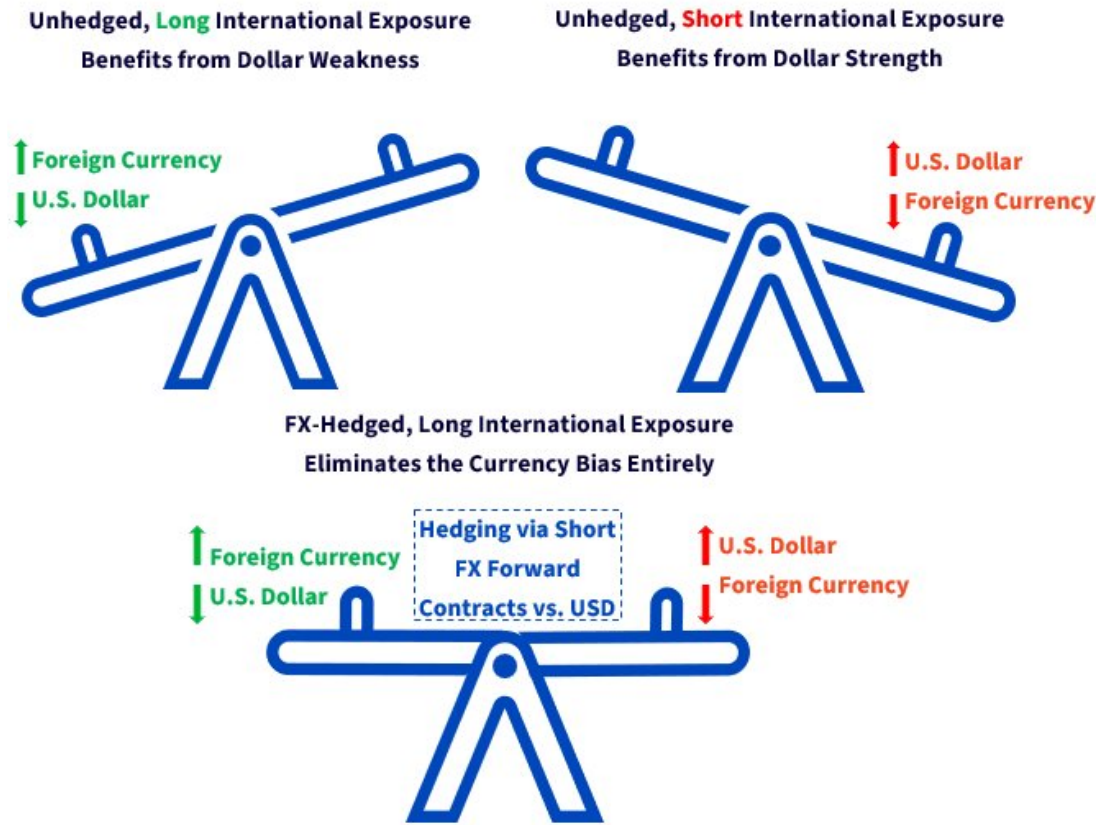 Unhedged, Long International Exposure
Benefits from Dollar Weakness
Foreign Currency
U.S. Dollar
Unhedged, Short International Exposure
Benefits from Dollar Strength
U.S. Dollar
Foreign Currency
FX-Hedged, Long International Exposure
Eliminates the Currency Bias Entirely
Foreign Currency
U.S. Dollar
Hedging via Short
FX Forward
Contracts vs. USD
U.S. Dollar
Foreign Currency